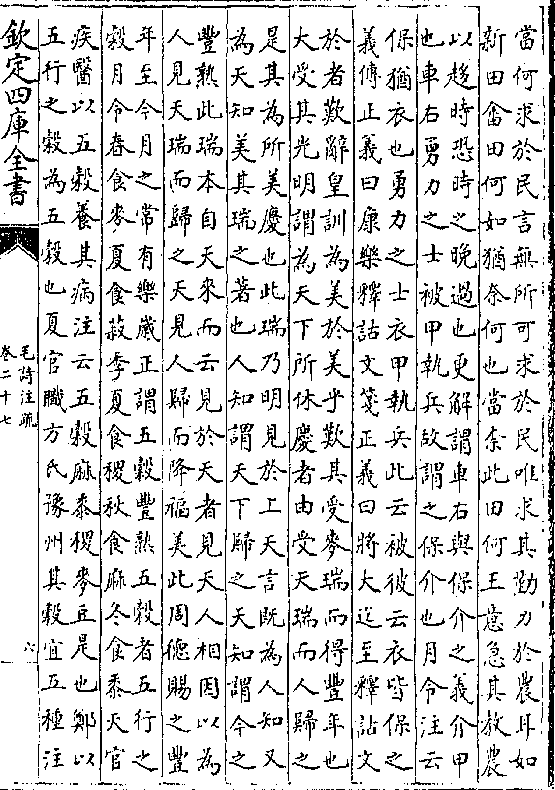 當何求於民言無所可求於民唯求其勤力於農耳如
新田畬田何如猶奈何也當柰此田何王意急其教農
以趍時恐時之晚過也更解謂車右與保介之義介甲
也車右勇力之士被甲執兵故謂之保介也月令注云
保猶衣也勇力之士衣甲執兵此云被彼云衣皆保之
義傳正義曰康樂釋詁文箋正義曰將大迄至釋詁文
於者歎辭皇訓為美於美乎歎其受麥瑞而得豐年也
大受其光明謂為天下所休慶者由受天瑞而人歸之
是其為所美慶也此瑞乃明見於上天言既為人知又
為天知美其瑞之著也人知謂天下歸之天知謂今之
豐熟此瑞本自天來而云見於天者見天人相因以為
人見天瑞而歸之天見人歸而降福美此周德賜之豐
年至今月之常有樂歲正謂五穀豐熟五穀者五行之
穀月令春食麥夏食菽季夏食稷秋食麻冬食黍天官
疾醫以五穀養其病注云五穀麻黍稷麥豆是也鄭以
五行之穀為五穀也夏官職方氏豫州其穀宜五種注
欽定四庫全書
毛詩注疏
卷二十七
六